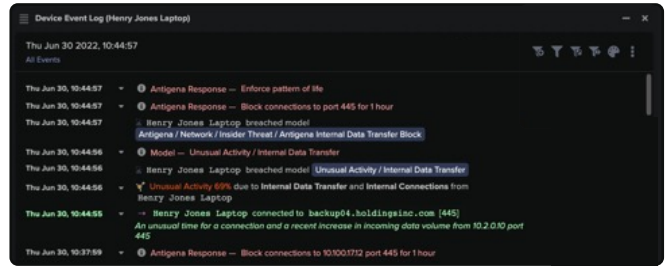 Device Event Log (Henry Jones Laptop)
Thu Jun 30 2022, 10:44:57
All Events
Thu Jun 30, 10:44:57 Antigena Response — Enforce pattern of life
Thu Jun 30, 10:44:57 Antigena Response — Block connections to port 445 for 1 hour
Thu Jun 30, 10:44:57 Henry Jones Laptop breached model
Antigena / Network / Insider Threat / Antigena Internal Data Transfer Block
Thu Jun 30, 10:44:56 Model — Unusual Activity / Internal Data Transfer
Thu Jun 30, 10:44:56 Henry Jones Laptop breached model Unusual Activity / Internal Data Transfer
Thu Jun 30, 10:44:56 Unusual Activity 69% due to Internal Data Transfer and Internal Connections from
Henry Jones Laptop
Thu Jun 30, 10:44:55 → Henry Jones Laptop connected to backup04.holdingsinc.com [445]
An unusual time for a connection and a recent increase in incoming data volume from 10.2.0.10 port
445
Thu Jun 30, 10:37:59 Antigena Response — Block connections to 10.100.17.12 port 445 for 1 hour